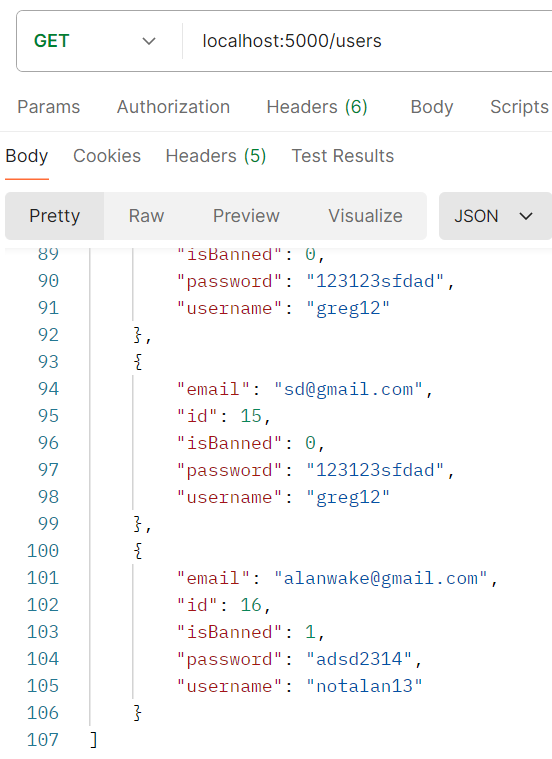 GET localhost:5000/users
Params Authorization Headers (6) Body Scripts
Body Cookies Headers (5) Test Results
Pretty Raw Preview Visualize JSON
89 "isBanned": 0,
90 "password": "123123sfdad",
91 "username": "greg12"
92 },
93 {
94 "email": "sd@gmail.com",
95 "id": 15,
96 "isBanned": 0,
97 "password": "123123sfdad",
98 "username": "greg12"
99 },
100 {
101 "email": "alanwake@gmail.com",
102 "id": 16,
103 "isBanned": 1,
104 "password": "adsd2314",
105 "username": "notalan13"
106 }
107 ]